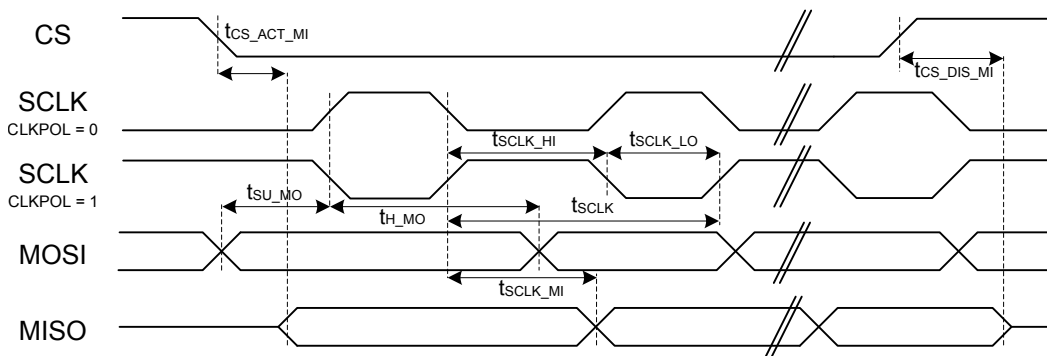 CS
tCS_ACT_MI
tCS_DIS_MI
SCLK
CLKPOL = 0
tSCLK_HI
tSCLK_LO
SCLK
CLKPOL = 1
tSU_MO
tH_MO
tSCLK
MOSI
tSCLK_MI
MISO